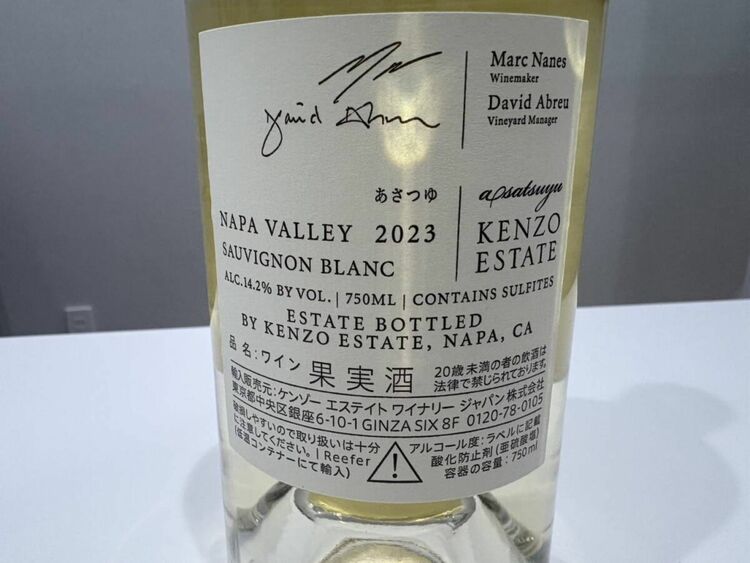 David Abreu
Marc Nanes
Winemaker
David Abreu
Vineyard Manager
あさつゆ
asatsuyu
NAPA VALLEY 2023
KENZO
SAUVIGNON BLANC
ESTATE
ALC.14.2% BY VOL. | 750ML | CONTAINS SULFITES
ESTATE BOTTLED
BY KENZO ESTATE, NAPA, CA
品名:ワイン 果実酒
20歳未満の者の飲酒は
法律で禁じられております。
輸入販売元:ケンゾー エステイト ワイナリー ジャパン株式会社
東京都中央区銀座6-10-1 GINZA SIX 8F 0120-78-0105
破損しやすいので取り扱いは十分
に注意してください。| Reefer
(低温コンテナーにて輸入)
アルコール度:ラベルに記載
酸化防止剤(亜硫酸塩)
容器の容量:750ml